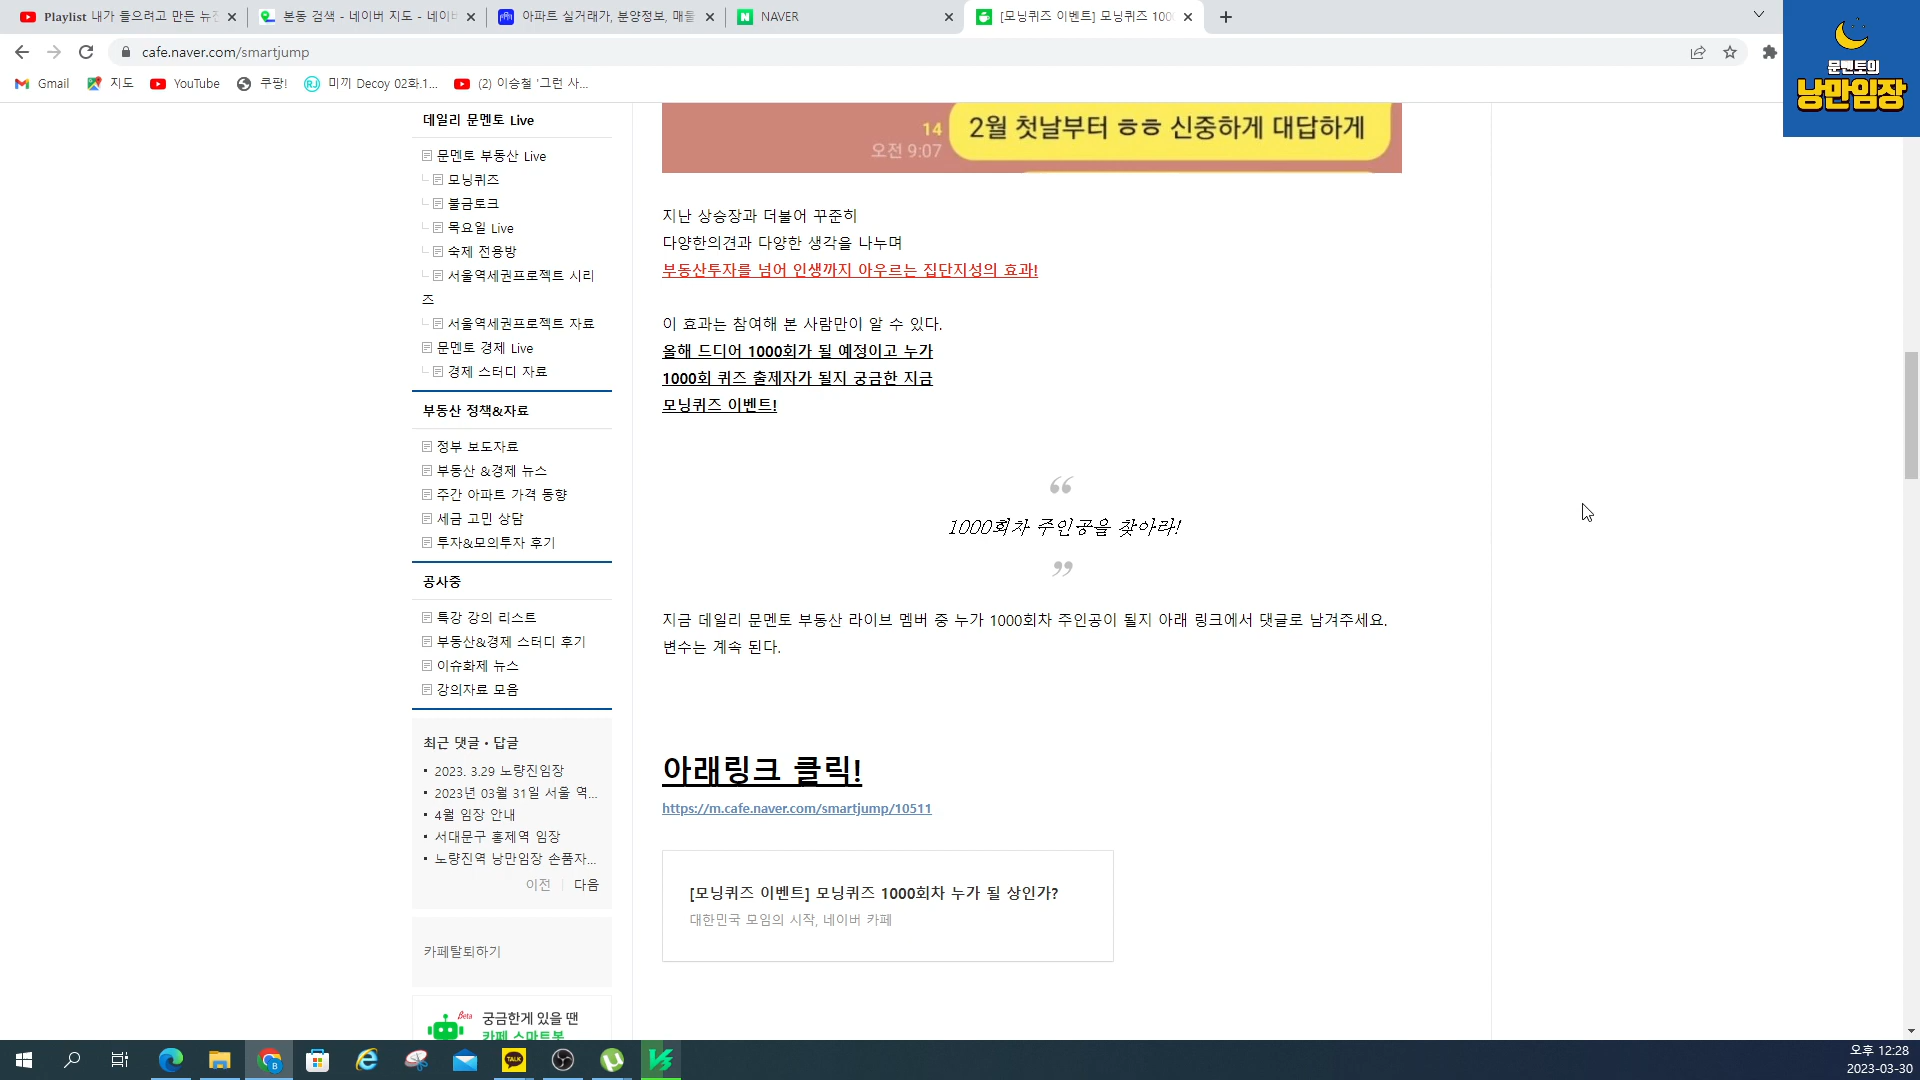 Playlist 내가 들으려고 만든 뉴진
본동 검색 - 네이버 지도 - 네이버
아파트 실거래가, 분양정보, 매물
NAVER
[모닝퀴즈 이벤트] 모닝퀴즈 1000
cafe.naver.com/smartjump
Gmail
지도
YouTube
쿠팡!
미끼 Decoy 02화.1...
(2) 이승철 '그런 사...
문멘토의
낭만임장
데일리 문멘토 Live
문멘토 부동산 Live
모닝퀴즈
불금토크
목요일 Live
숙제 전용방
서울역세권프로젝트 시리
즈
서울역세권프로젝트 자료
문멘토 경제 Live
경제 스터디 자료
부동산 정책&자료
정부 보도자료
부동산 &경제 뉴스
주간 아파트 가격 동향
세금 고민 상담
투자&모의투자 후기
공사중
특강 강의 리스트
부동산&경제 스터디 후기
이슈화제 뉴스
강의자료 모음
최근 댓글・답글
2023. 3.29 노량진임장
2023년 03월 31일 서울 역...
4월 임장 안내
서대문구 홍제역 임장
노량진역 낭만임장 손품자...
이전
다음
카페탈퇴하기
Beta
궁금한게 있을 땐
카페 스마트봇
14
오전 9:07
2월 첫날부터 ㅎㅎ 신중하게 대답하게
지난 상승장과 더불어 꾸준히
다양한의견과 다양한 생각을 나누며
부동산투자를 넘어 인생까지 아우르는 집단지성의 효과!
이 효과는 참여해 본 사람만이 알 수 있다.
올해 드디어 1000회가 될 예정이고 누가
1000회 퀴즈 출제자가 될지 궁금한 지금
모닝퀴즈 이벤트!
“
1000회차 주인공을 찾아라!
”
지금 데일리 문멘토 부동산 라이브 멤버 중 누가 1000회차 주인공이 될지 아래 링크에서 댓글로 남겨주세요.
변수는 계속 된다.
아래링크 클릭!
https://m.cafe.naver.com/smartjump/10511
[모닝퀴즈 이벤트] 모닝퀴즈 1000회차 누가 될 상인가?
대한민국 모임의 시작, 네이버 카페
B
TALK
오후 12:28
2023-03-30